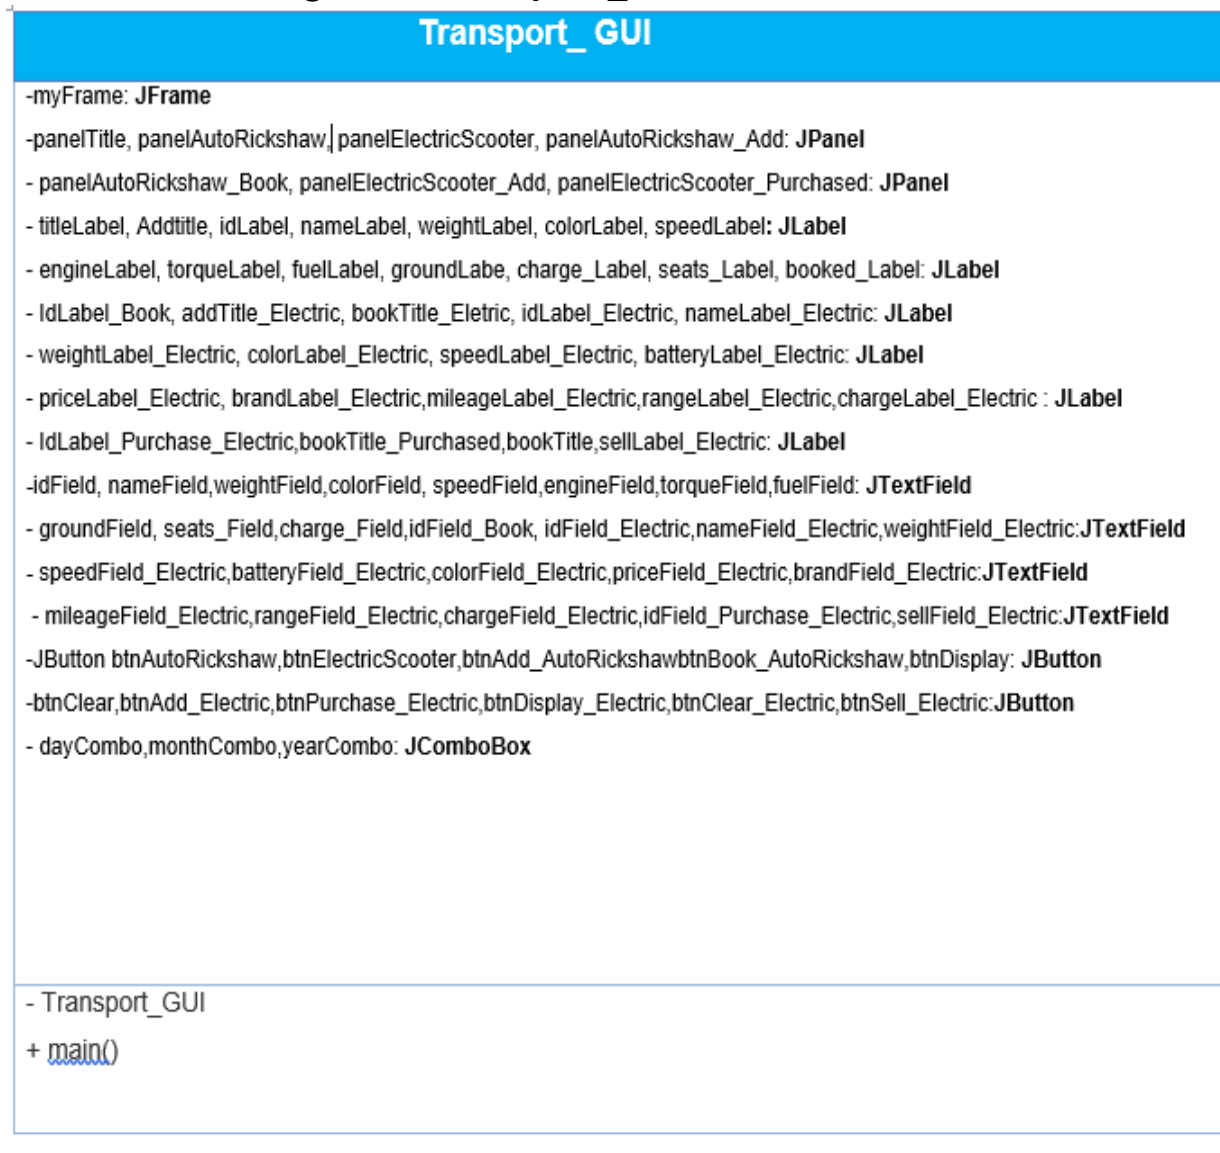 Transport_ GUI
-myFrame: JFrame
-panelTitle, panelAutoRickshaw, panelElectricScooter, panelAutoRickshaw_Add: JPanel
- panelAutoRickshaw_Book, panelElectricScooter_Add, panelElectricScooter_Purchased: JPanel
- titleLabel, Addtitle, idLabel, nameLabel, weightLabel, colorLabel, speedLabel: JLabel
- engineLabel, torqueLabel, fuelLabel, groundLabe, charge_Label, seats_Label, booked_Label: JLabel
- IdLabel_Book, addTitle_Electric, bookTitle_Eletric, idLabel_Electric, nameLabel_Electric: JLabel
- weightLabel_Electric, colorLabel_Electric, speedLabel_Electric, batteryLabel_Electric: JLabel
- priceLabel_Electric, brandLabel_Electric,mileageLabel_Electric,rangeLabel_Electric,chargeLabel_Electric : JLabel
- IdLabel_Purchase_Electric,bookTitle_Purchased,bookTitle,sellLabel_Electric: JLabel
-idField, nameField,weightField,colorField, speedField,engineField,torqueField,fuelField: JTextField
- groundField, seats_Field,charge_Field,idField_Book, idField_Electric,nameField_Electric,weightField_Electric:JTextField
- speedField_Electric,batteryField_Electric,colorField_Electric,priceField_Electric,brandField_Electric:JTextField
- mileageField_Electric,rangeField_Electric,chargeField_Electric,idField_Purchase_Electric,sellField_Electric:JTextField
-JButton btnAutoRickshaw,btnElectricScooter,btnAdd_AutoRickshawbtnBook_AutoRickshaw,btnDisplay: JButton
-btnClear,btnAdd_Electric,btnPurchase_Electric,btnDisplay_Electric,btnClear_Electric,btnSell_Electric:JButton
- dayCombo,monthCombo,yearCombo: JComboBox
- Transport_GUI
+ main()